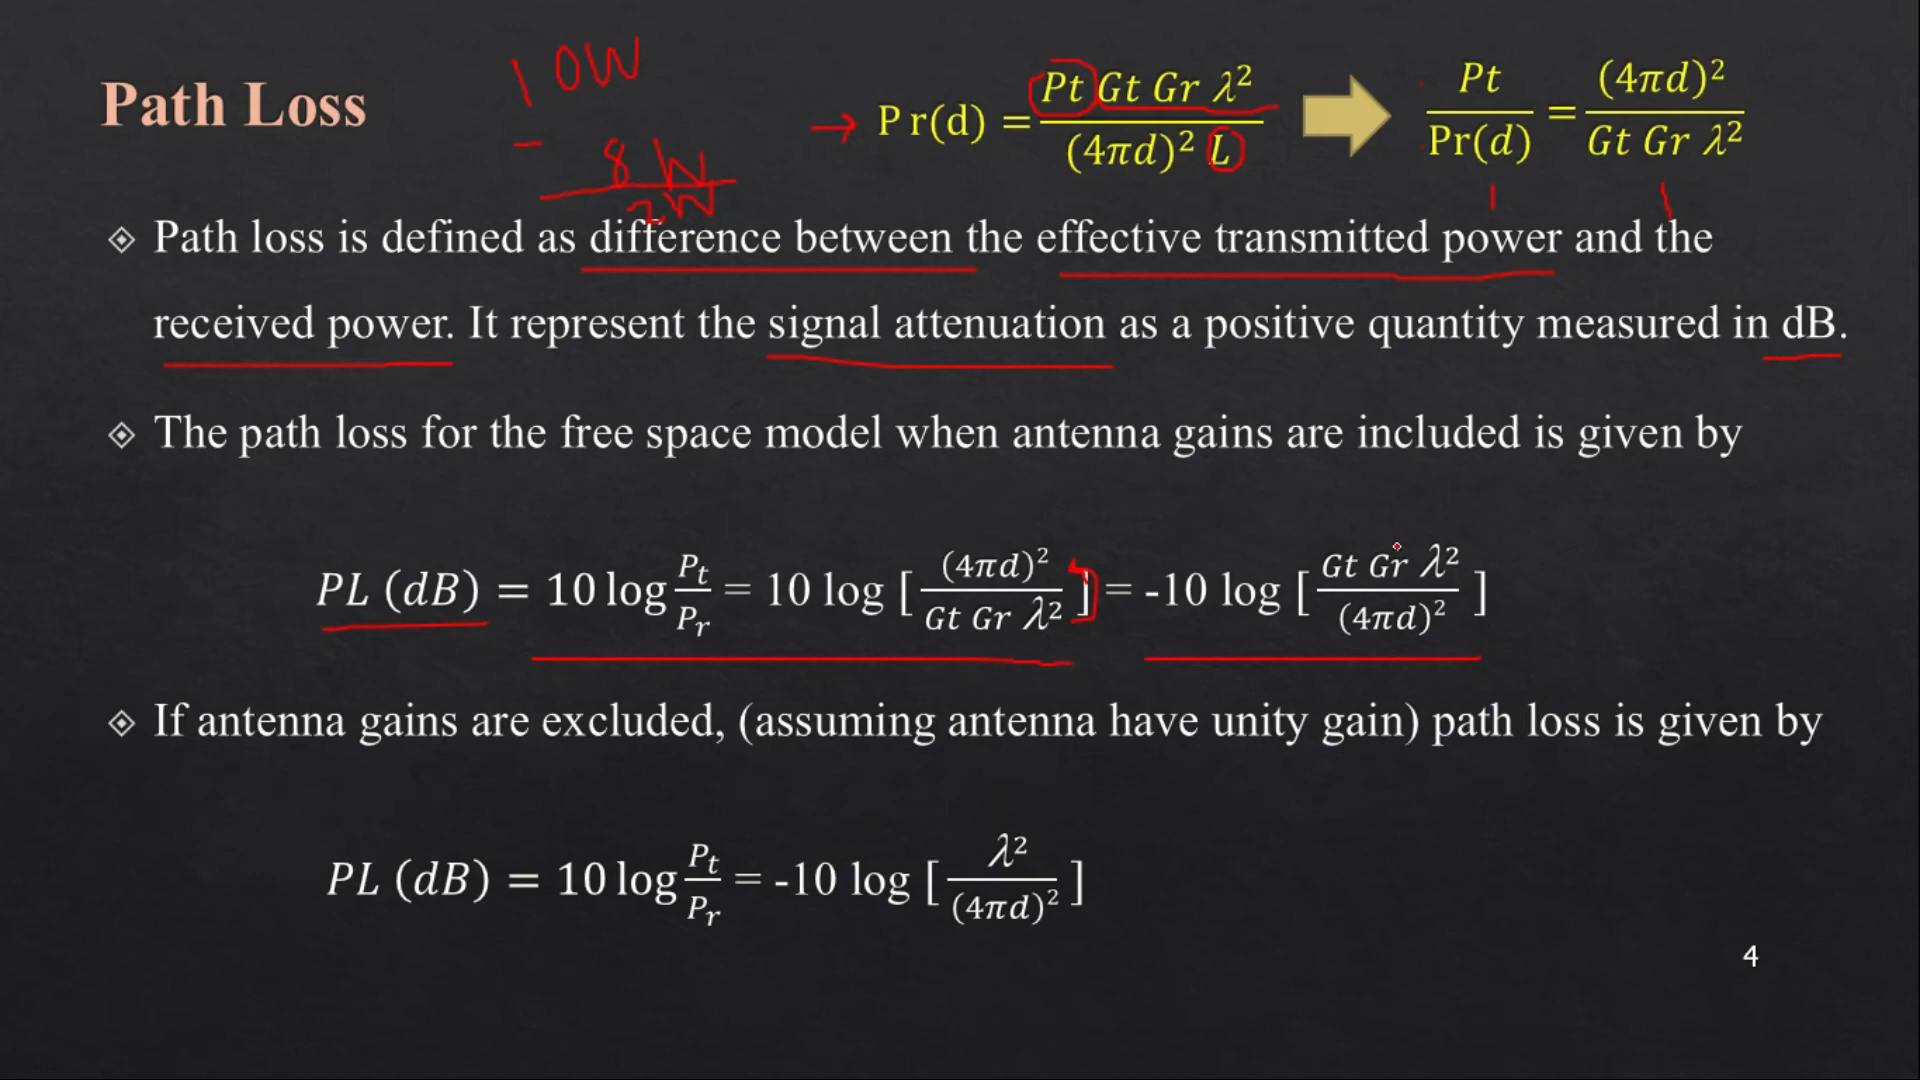 Path Loss
10W
- 8W
2W
→ Pr(d) = Pt Gt Gr λ² / (4πd)² L
Pt / Pr(d) = (4πd)² / Gt Gr λ²
Path loss is defined as difference between the effective transmitted power and the
received power. It represent the signal attenuation as a positive quantity measured in dB.
The path loss for the free space model when antenna gains are included is given by
PL (dB) = 10 log Pt/Pr = 10 log [ (4πd)² / Gt Gr λ² ] = -10 log [ Gt Gr λ² / (4πd)² ]
If antenna gains are excluded, (assuming antenna have unity gain) path loss is given by
PL (dB) = 10 log Pt/Pr = -10 log [ λ² / (4πd)² ]
4